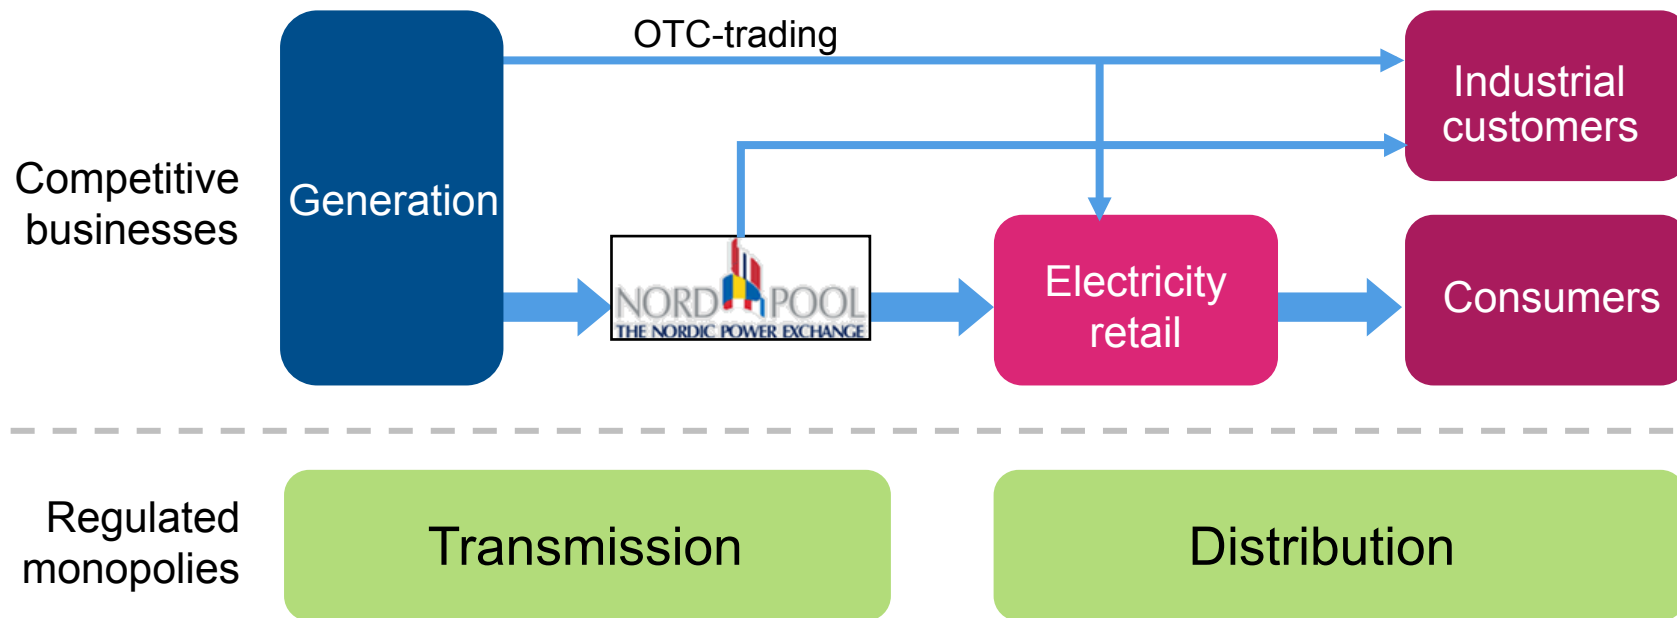 OTC-trading
Industrial
customers
Competitive
businesses
Generation
NORD POOL
THE NORDIC POWER EXCHANGE
Electricity
retail
Consumers
Regulated
monopolies
Transmission
Distribution